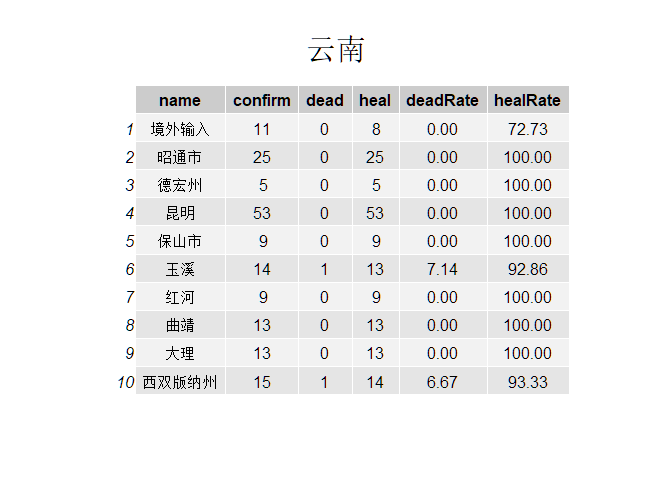 云南
name confirm dead heal deadRate healRate
1 境外输入 11 0 8 0.00 72.73
2 昭通市 25 0 25 0.00 100.00
3 德宏州 5 0 5 0.00 100.00
4 昆明 53 0 53 0.00 100.00
5 保山市 9 0 9 0.00 100.00
6 玉溪 14 1 13 7.14 92.86
7 红河 9 0 9 0.00 100.00
8 曲靖 13 0 13 0.00 100.00
9 大理 13 0 13 0.00 100.00
10 西双版纳州 15 1 14 6.67 93.33